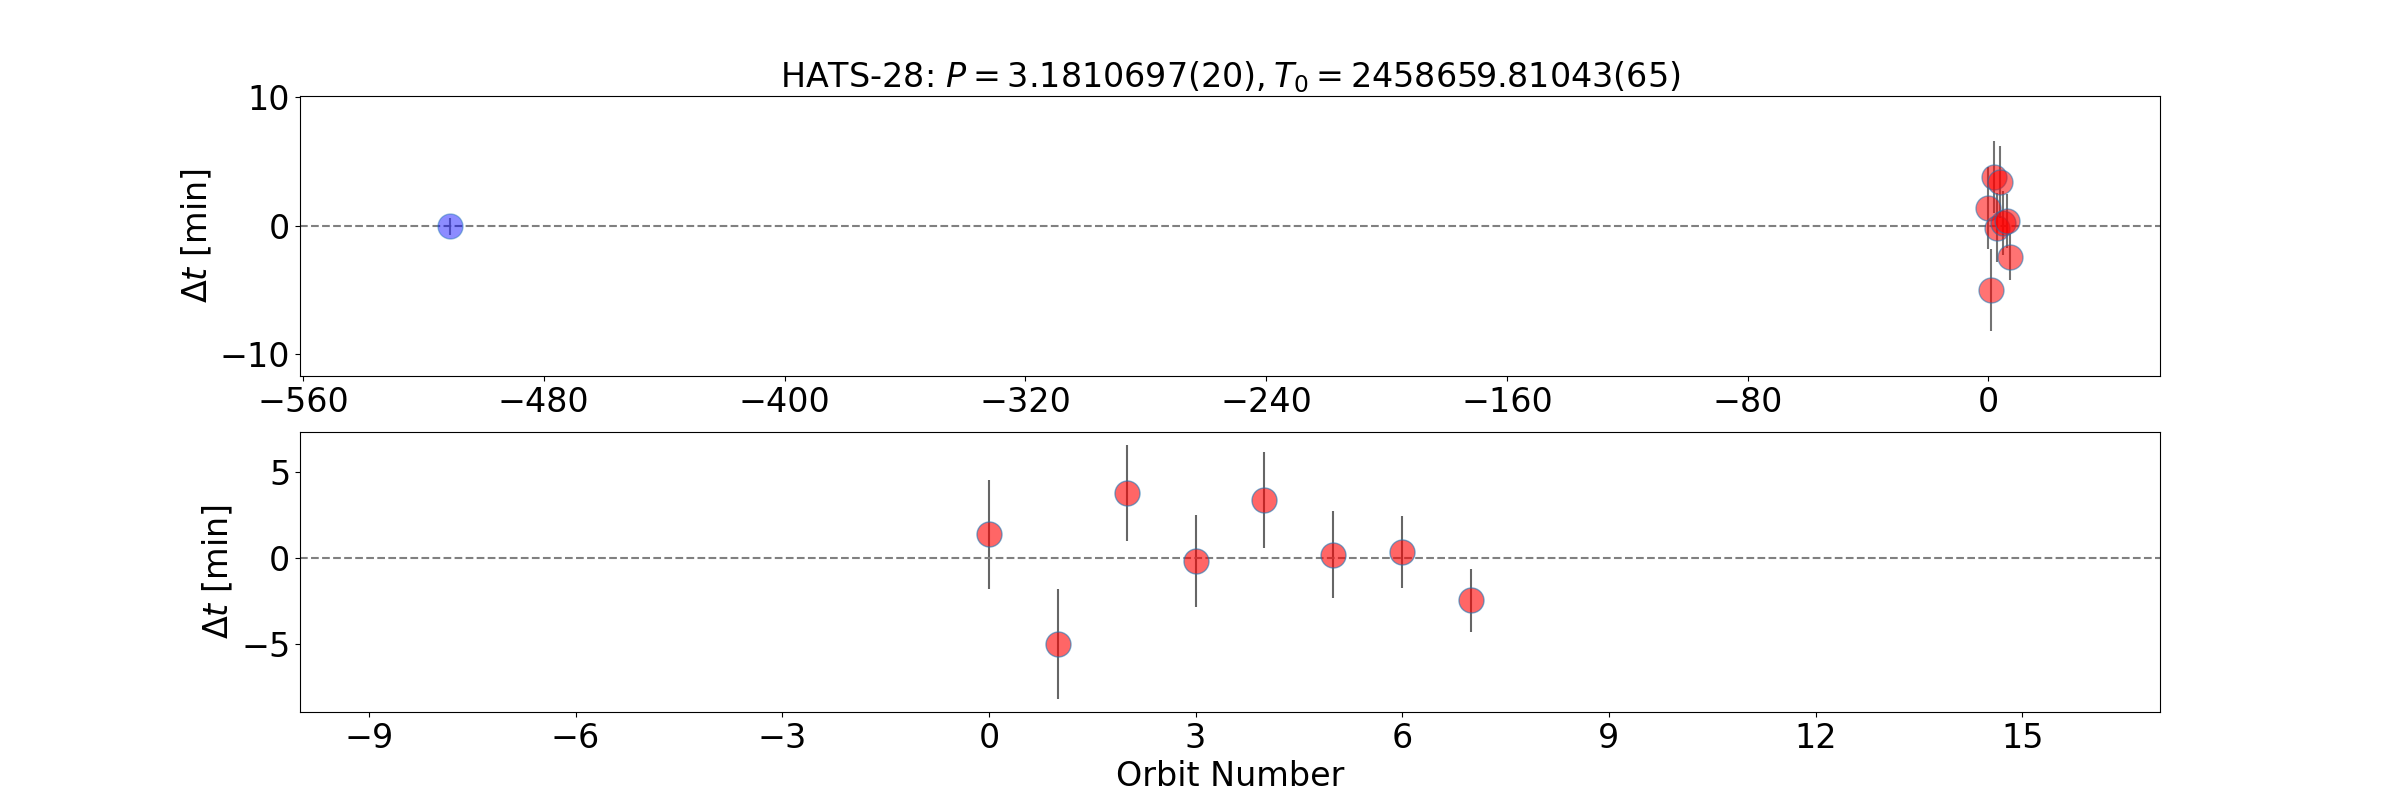 HATS-28: P = 3.1810697(20), T₀ = 2458659.81043(65)
10
0
−10
Δt [min]
−560 −480 −400 −320 −240 −160 −80 0
5
0
−5
Δt [min]
−9 −6 −3 0 3 6 9 12 15
Orbit Number